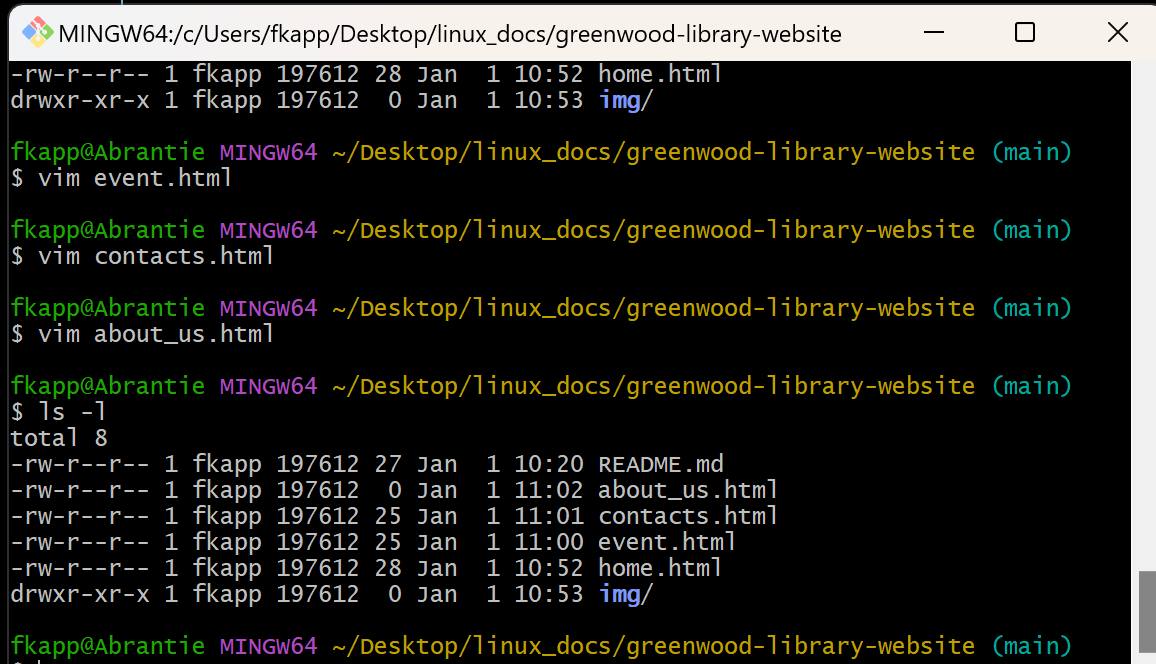 MINGW64:/c/Users/fkapp/Desktop/linux_docs/greenwood-library-website
-rw-r--r-- 1 fkapp 197612 28 Jan  1 10:52 home.html
drwxr-xr-x 1 fkapp 197612  0 Jan  1 10:53 img/
fkapp@Abrantie MINGW64 ~/Desktop/linux_docs/greenwood-library-website (main)
$ vim event.html
fkapp@Abrantie MINGW64 ~/Desktop/linux_docs/greenwood-library-website (main)
$ vim contacts.html
fkapp@Abrantie MINGW64 ~/Desktop/linux_docs/greenwood-library-website (main)
$ vim about_us.html
fkapp@Abrantie MINGW64 ~/Desktop/linux_docs/greenwood-library-website (main)
$ ls -l
total 8
-rw-r--r-- 1 fkapp 197612 27 Jan  1 10:20 README.md
-rw-r--r-- 1 fkapp 197612  0 Jan  1 11:02 about_us.html
-rw-r--r-- 1 fkapp 197612 25 Jan  1 11:01 contacts.html
-rw-r--r-- 1 fkapp 197612 25 Jan  1 11:00 event.html
-rw-r--r-- 1 fkapp 197612 28 Jan  1 10:52 home.html
drwxr-xr-x 1 fkapp 197612  0 Jan  1 10:53 img/
fkapp@Abrantie MINGW64 ~/Desktop/linux_docs/greenwood-library-website (main)